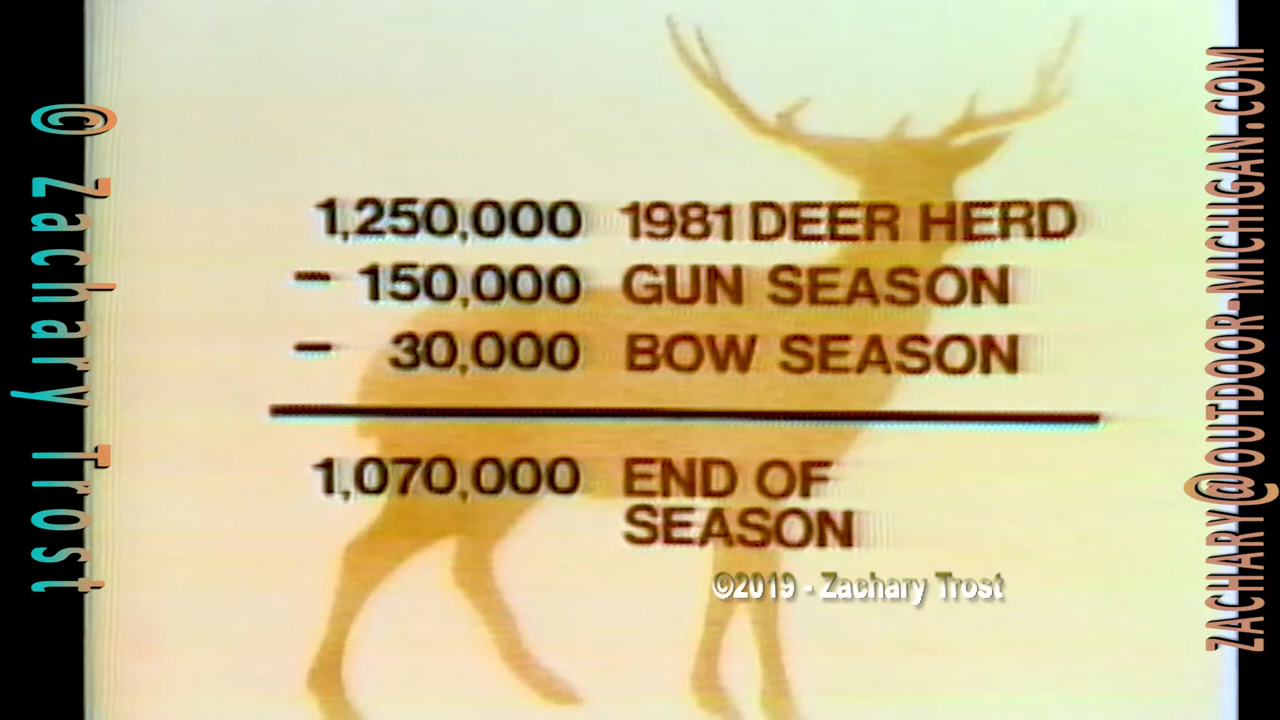 1,250,000 1981 DEER HERD
- 150,000 GUN SEASON
- 30,000 BOW SEASON
1,070,000 END OF
SEASON
©2019 - Zachary Trost
© Zachary Trost
ZACHARY@OUTDOOR-MICHIGAN.COM